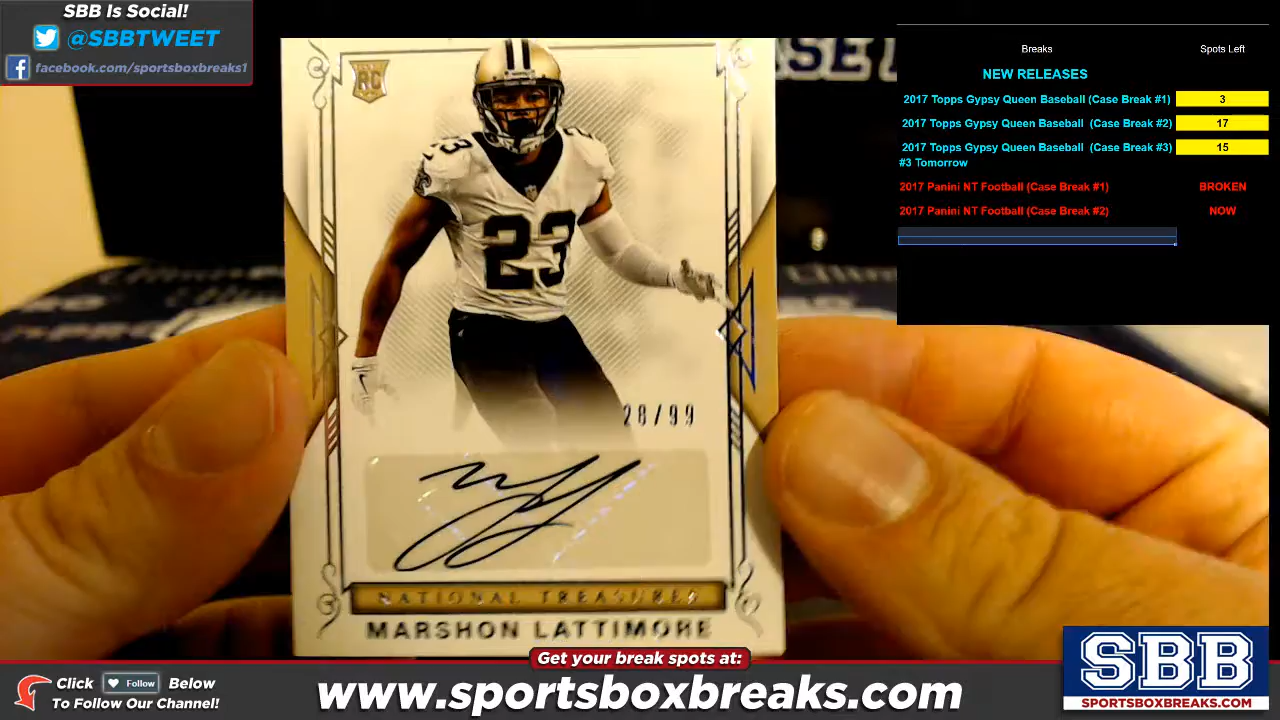 SBB Is Social!
@SBBTWEET
facebook.com/sportsboxbreaks1
RC
23
23
28/99
NATIONAL TREASURES
MARSHON LATTIMORE
Breaks Spots Left
NEW RELEASES
2017 Topps Gypsy Queen Baseball (Case Break #1) 3
2017 Topps Gypsy Queen Baseball (Case Break #2) 17
2017 Topps Gypsy Queen Baseball (Case Break #3) 15
#3 Tomorrow
2017 Panini NT Football (Case Break #1) BROKEN
2017 Panini NT Football (Case Break #2) NOW
Get your break spots at:
Click Follow Below
To Follow Our Channel!
www.sportsboxbreaks.com
SBB
SPORTSBOXBREAKS.COM